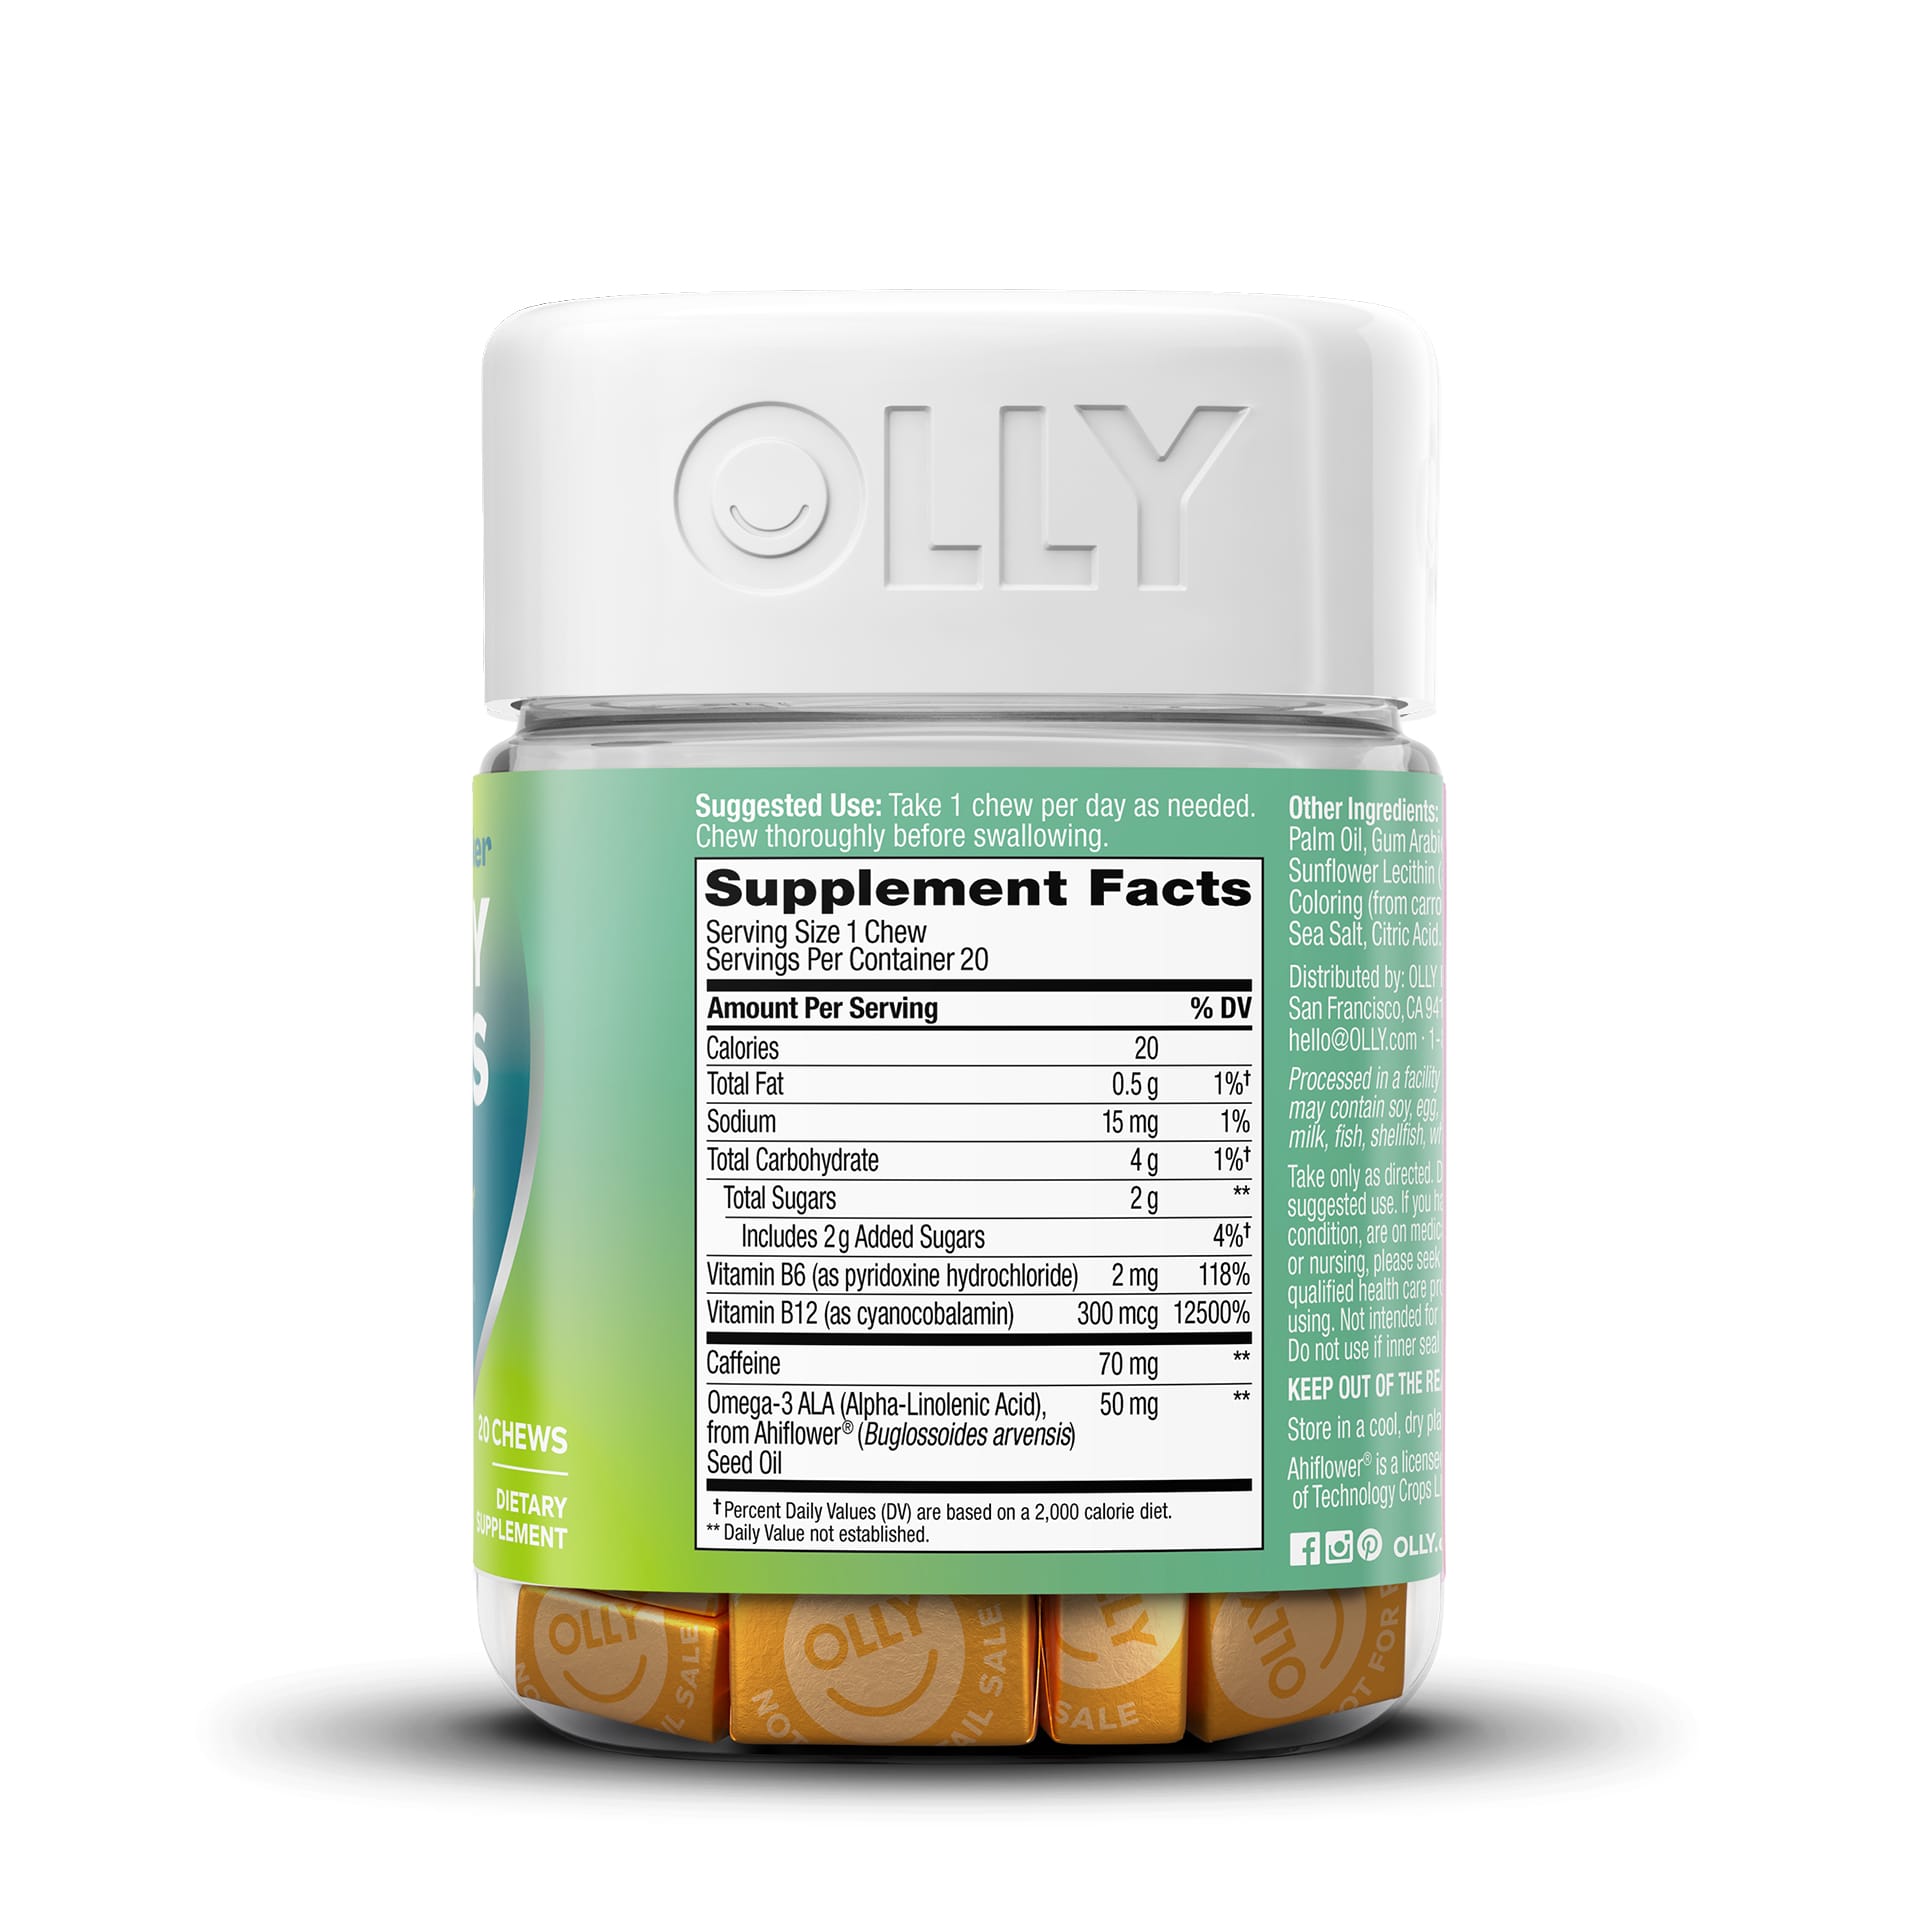 OLLY
20 CHEWS
DIETARY
SUPPLEMENT
Suggested Use: Take 1 chew per day as needed.
Chew thoroughly before swallowing.
Supplement Facts
Serving Size 1 Chew
Servings Per Container 20
Amount Per Serving % DV
Calories 20
Total Fat 0.5 g 1%†
Sodium 15 mg 1%
Total Carbohydrate 4 g 1%†
Total Sugars 2 g **
Includes 2 g Added Sugars 4%†
Vitamin B6 (as pyridoxine hydrochloride) 2 mg 118%
Vitamin B12 (as cyanocobalamin) 300 mcg 12500%
Caffeine 70 mg **
Omega-3 ALA (Alpha-Linolenic Acid), 50 mg **
from Ahiflower® (Buglossoides arvensis)
Seed Oil
† Percent Daily Values (DV) are based on a 2,000 calorie diet.
** Daily Value not established.
Other Ingredients:
Palm Oil, Gum
Sunflower Lecithin
Coloring (from
Sea Salt, Citric Acid
Distributed by: OLLY
San Francisco, CA
hello@OLLY.com · 1-
Processed in a facility
may contain soy, egg,
milk, fish, shellfish,
Take only as directed.
suggested use. If you
condition, are on
or nursing, please seek
qualified health care
using. Not intended for
Do not use if inner seal
KEEP OUT OF THE
Store in a cool, dry
Ahiflower® is a
of Technology Crops
OLLY.
OLLY
SALE
OLLY
NOT
SALE
SALE
OLLY
FOR